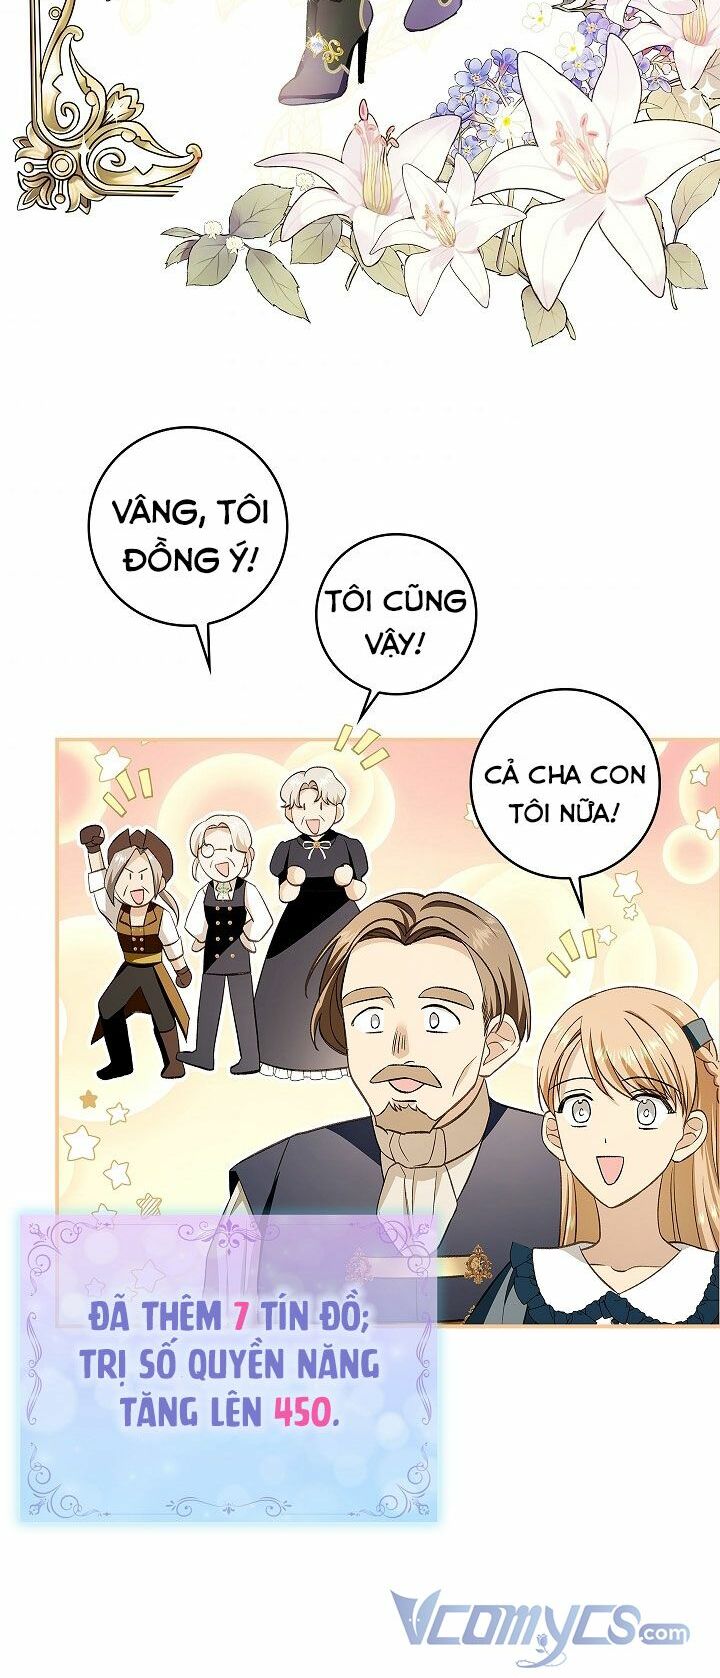 VÂNG, TÔI
ĐỒNG Ý!
TÔI CŨNG
VẬY!
CẢ CHA CON
TÔI NỮA!
ĐÃ THÊM 7 TÍN ĐỒ;
TRỊ SỐ QUYỀN NĂNG
TĂNG LÊN 450.
VCOMYCS.com